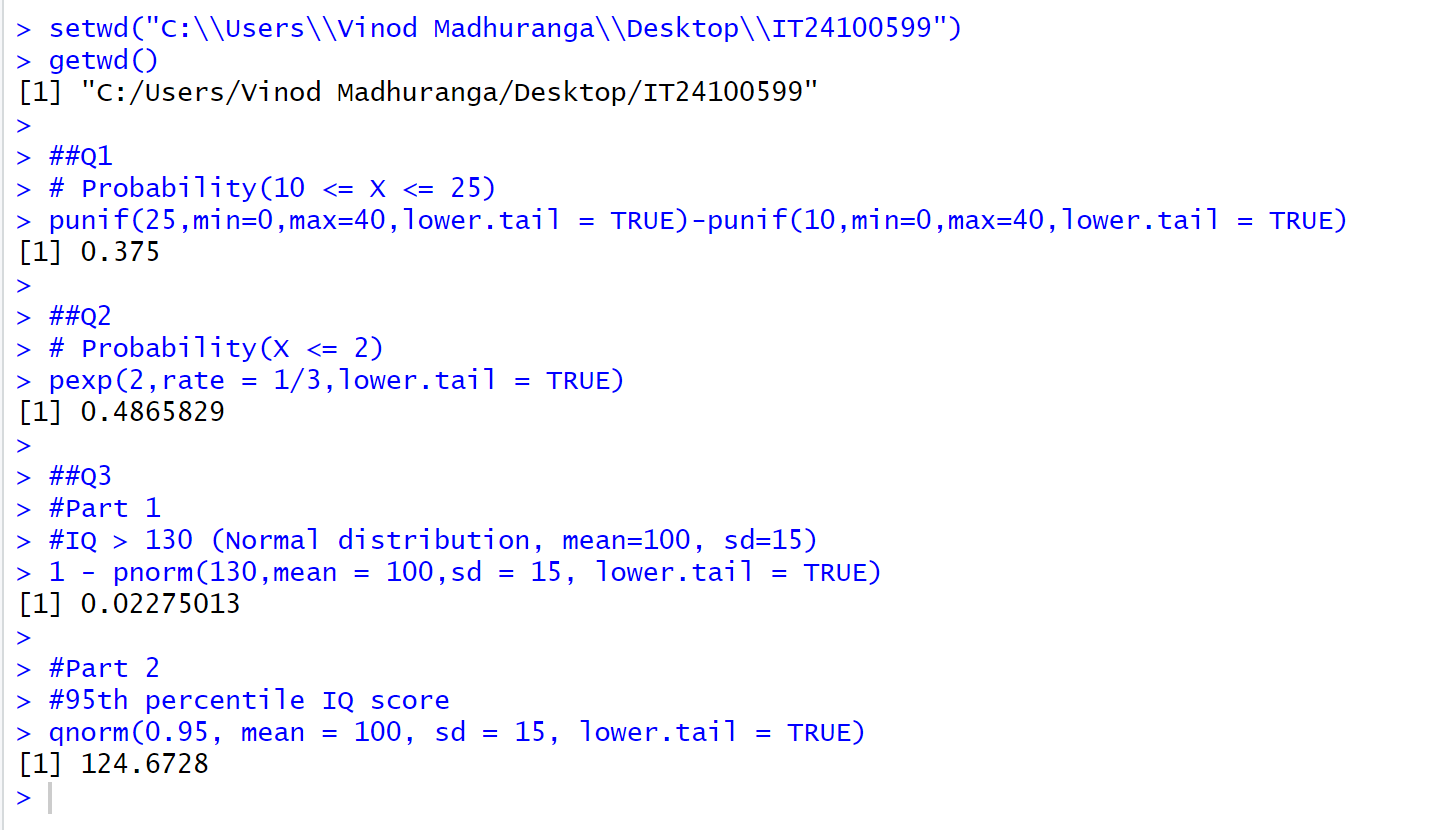 > setwd("C:\\Users\\Vinod Madhuranga\\Desktop\\IT24100599")
> getwd()
[1] "C:/Users/Vinod Madhuranga/Desktop/IT24100599"
>
> ##Q1
> # Probability(10 <= X <= 25)
> punif(25,min=0,max=40,lower.tail = TRUE)-punif(10,min=0,max=40,lower.tail = TRUE)
[1] 0.375
>
> ##Q2
> # Probability(X <= 2)
> pexp(2,rate = 1/3,lower.tail = TRUE)
[1] 0.4865829
>
> ##Q3
> #Part 1
> #IQ > 130 (Normal distribution, mean=100, sd=15)
> 1 - pnorm(130,mean = 100,sd = 15, lower.tail = TRUE)
[1] 0.02275013
>
> #Part 2
> #95th percentile IQ score
> qnorm(0.95, mean = 100, sd = 15, lower.tail = TRUE)
[1] 124.6728
>